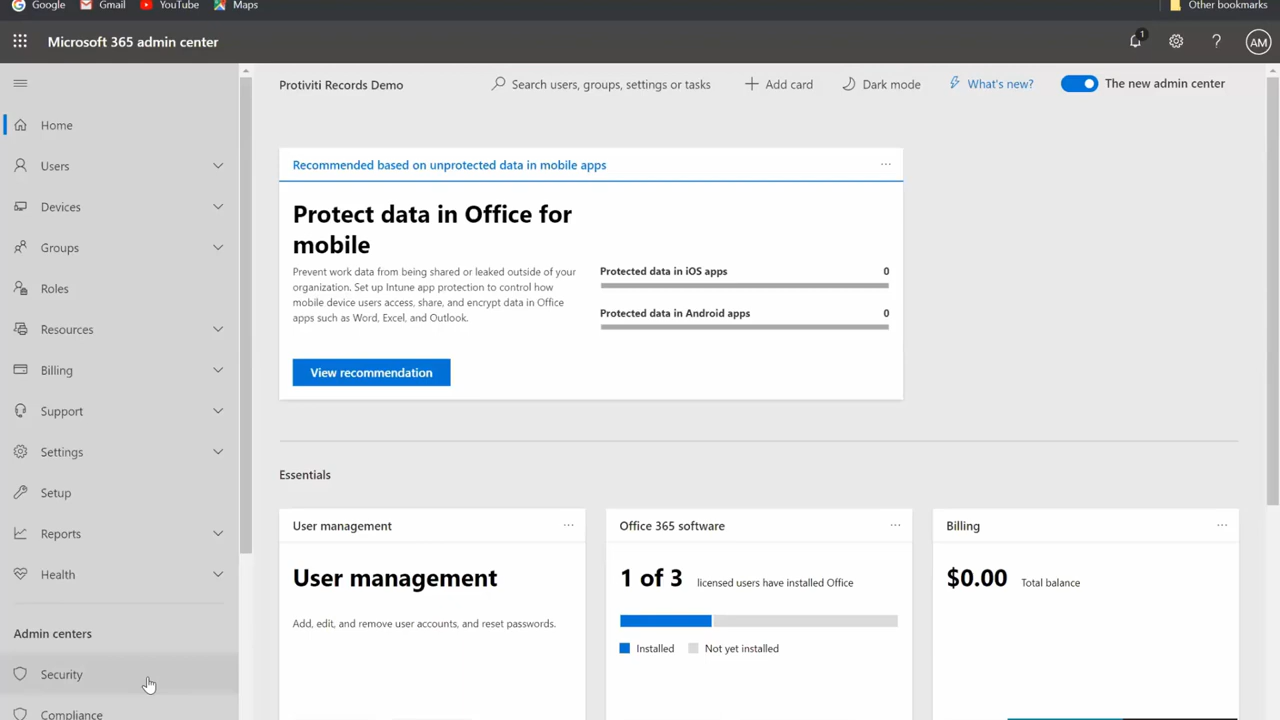 Google Gmail YouTube Maps Other bookmarks
Microsoft 365 admin center 1 ? AM
Protiviti Records Demo Search users, groups, settings or tasks Add card Dark mode What's new? The new admin center
Home
Users
Devices
Groups
Roles
Resources
Billing
Support
Settings
Setup
Reports
Health
Admin centers
Security
Compliance
Recommended based on unprotected data in mobile apps
Protect data in Office for
mobile
Prevent work data from being shared or leaked outside of your
organization. Set up Intune app protection to control how
mobile device users access, share, and encrypt data in Office
apps such as Word, Excel, and Outlook.
Protected data in iOS apps 0
Protected data in Android apps 0
View recommendation
Essentials
User management
User management
Add, edit, and remove user accounts, and reset passwords.
Office 365 software
1 of 3 licensed users have installed Office
Installed Not yet installed
Billing
$0.00 Total balance